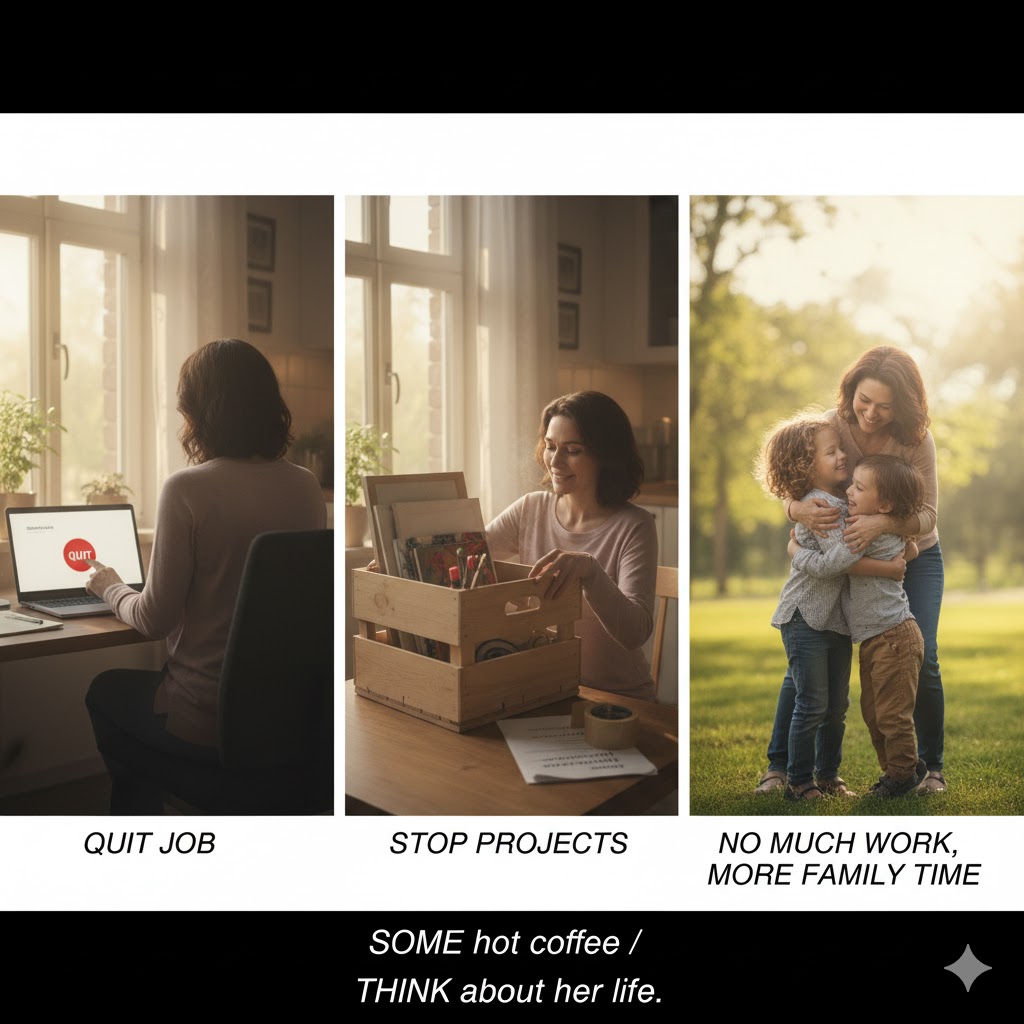 QUIT
QUIT JOB
STOP PROJECTS
NO MUCH WORK,
MORE FAMILY TIME
SOME hot coffee /
THINK about her life.